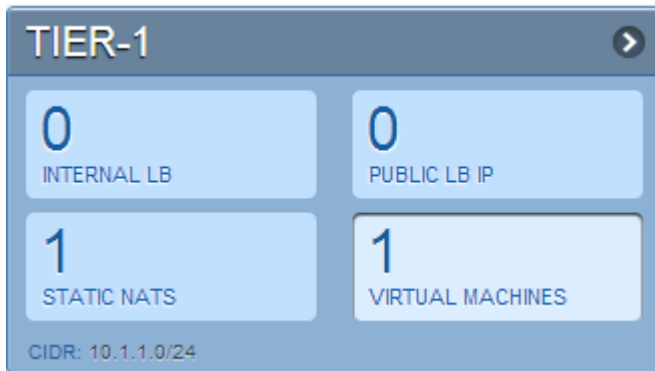 TIER-1
0
INTERNAL LB
0
PUBLIC LB IP
1
STATIC NATS
1
VIRTUAL MACHINES
CIDR: 10.1.1.0/24